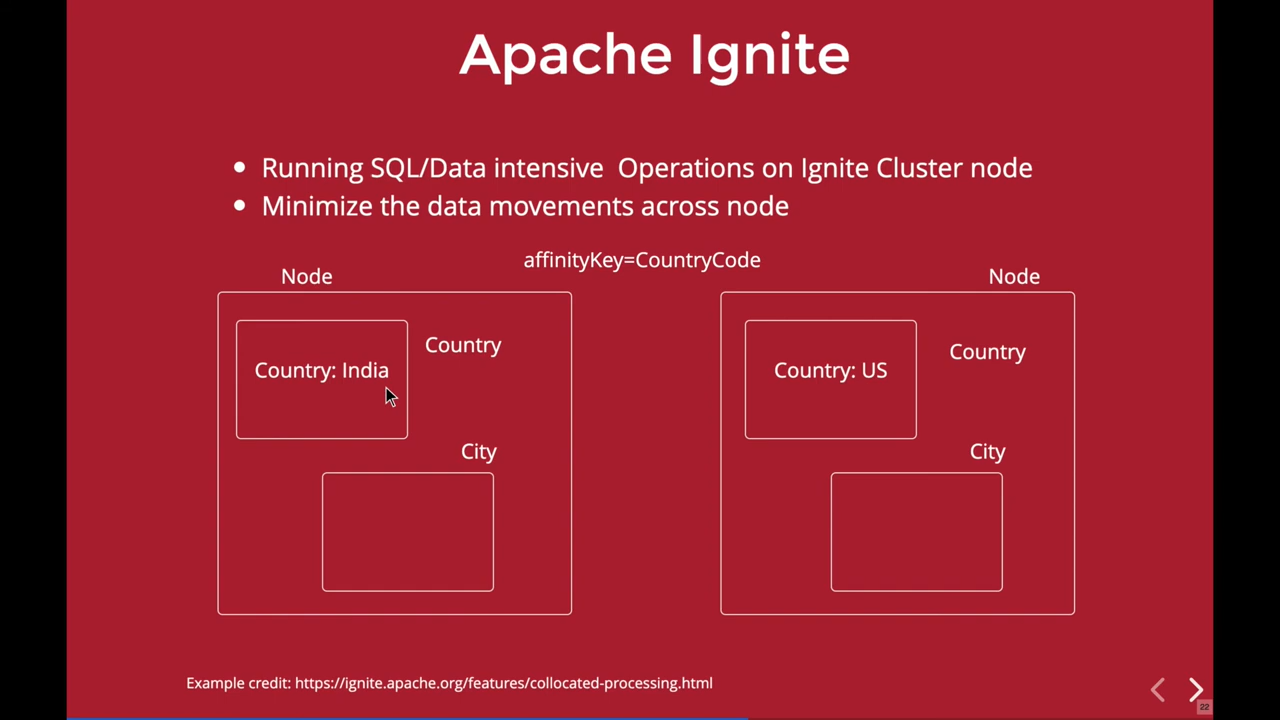 Apache Ignite
Running SQL/Data intensive  Operations on Ignite Cluster node
Minimize the data movements across node
affinityKey=CountryCode
Node
Country: India
Country
City
Node
Country: US
Country
City
Example credit: https://ignite.apache.org/features/collocated-processing.html
22